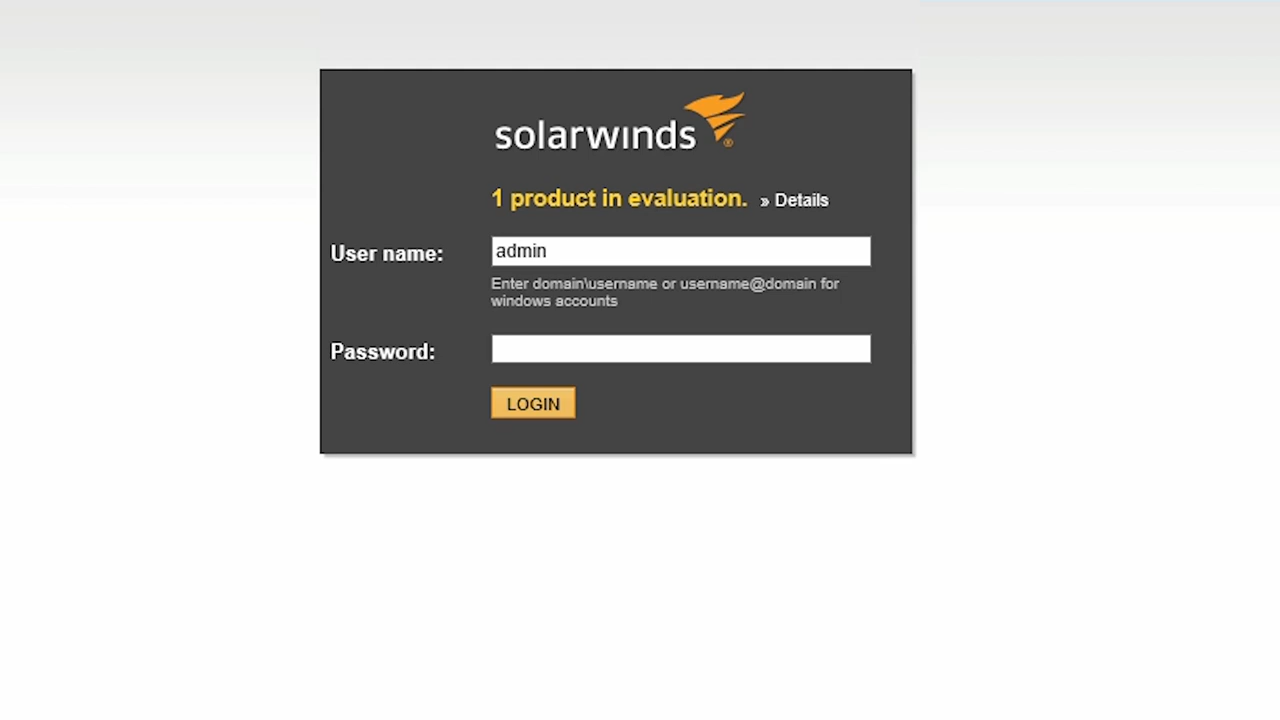 solarwinds®
1 product in evaluation. » Details
User name: admin
Enter domain\username or username@domain for
windows accounts
Password:
LOGIN